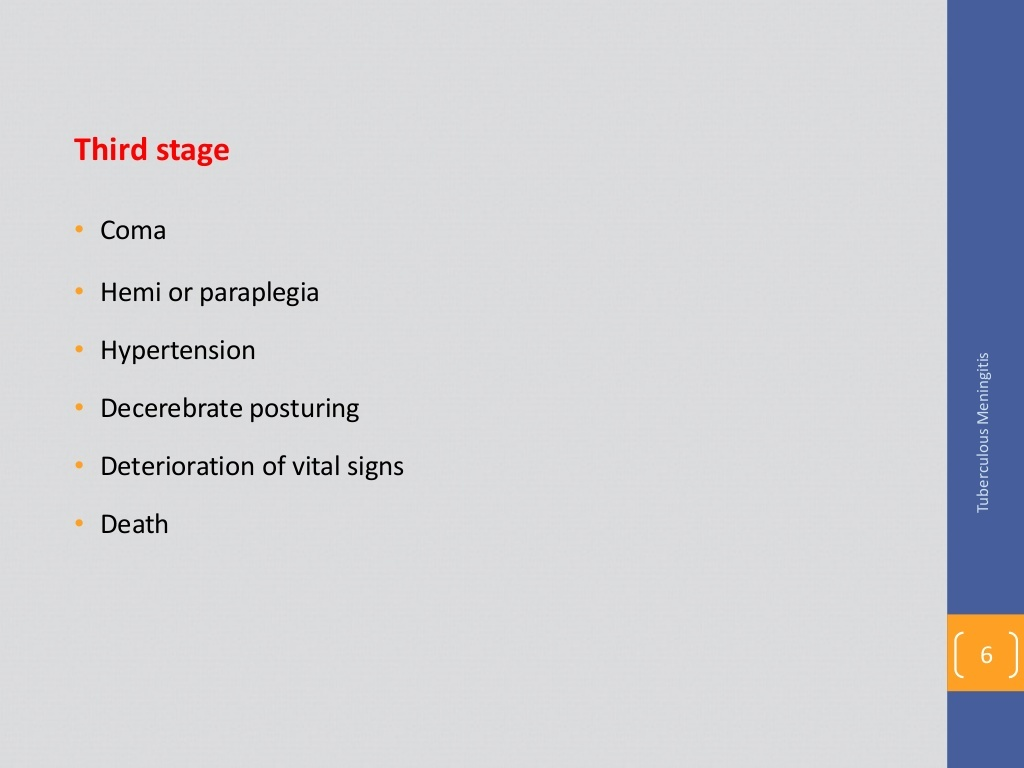 Third stage
• Coma
• Hemi or paraplegia
• Hypertension
• Decerebrate posturing
• Deterioration of vital signs
• Death
Tuberculous Meningitis
6